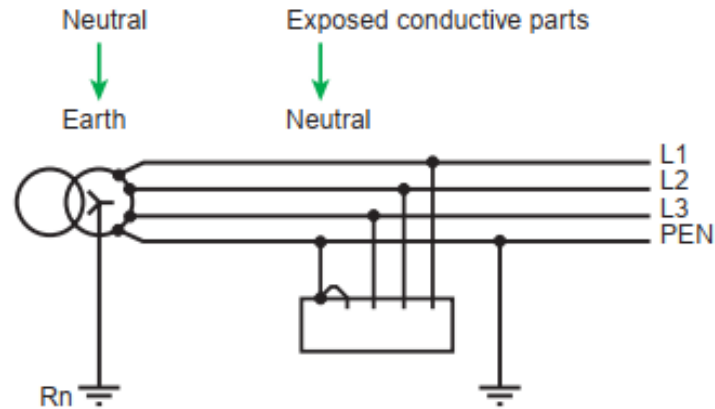 Neutral
Exposed conductive parts
Earth
Neutral
L1
L2
L3
PEN
Rn